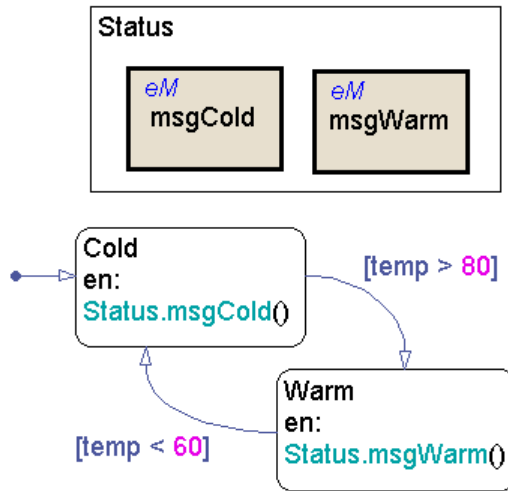 Status
eM
msgCold
eM
msgWarm
Cold
en:
Status.msgCold()
[temp > 80]
Warm
en:
Status.msgWarm()
[temp < 60]